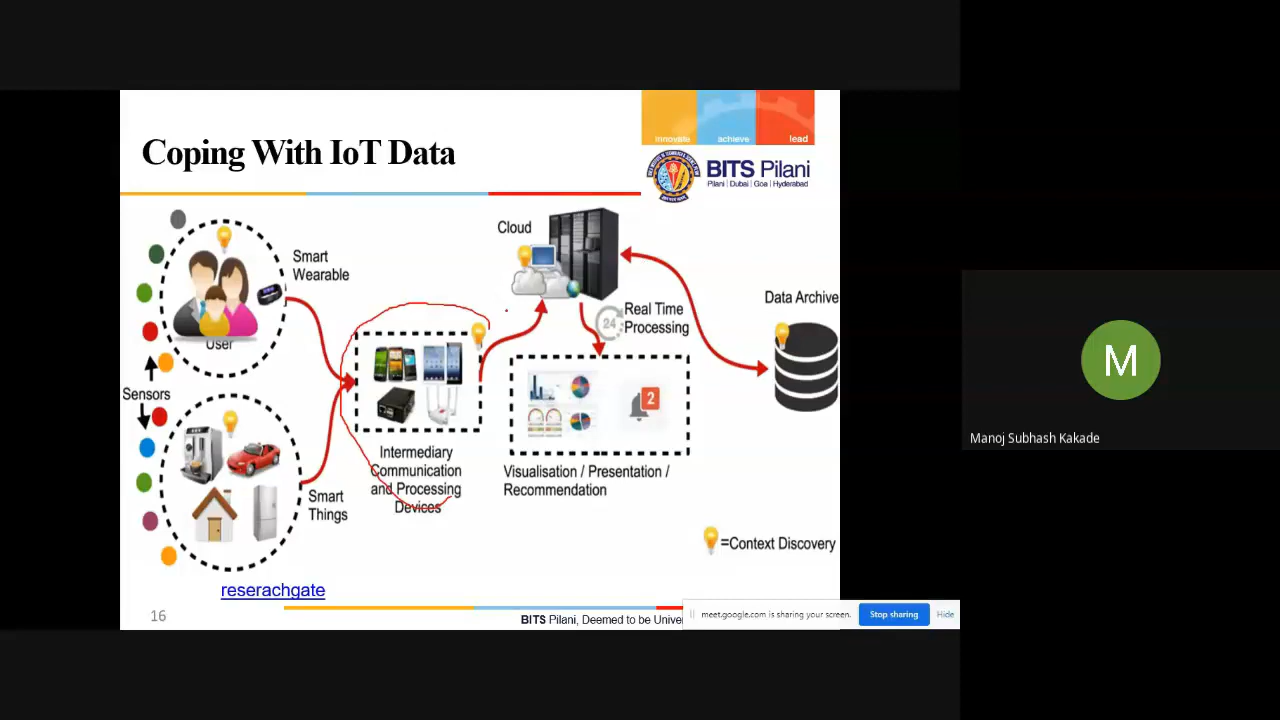 innovate achieve lead
Coping With IoT Data
BITS Pilani
Pilani | Dubai | Goa | Hyderabad
Cloud
Smart
Wearable
User
Real Time
Processing
24
Data Archive
Sensors
2
Intermediary
Communication
and Processing
Devices
Visualisation / Presentation /
Recommendation
Smart
Things
=Context Discovery
reserachgate
16
BITS Pilani, Deemed to be Univer
meet.google.com is sharing your screen.
Stop sharing
Hide
M
Manoj Subhash Kakade